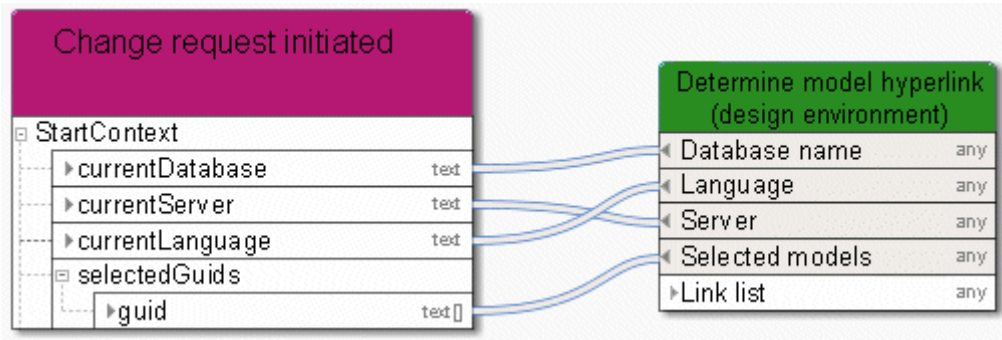 Change request initiated
StartContext
currentDatabase text
currentServer text
currentLanguage text
selectedGuids
guid text[]
Determine model hyperlink
(design environment)
Database name any
Language any
Server any
Selected models any
Link list any